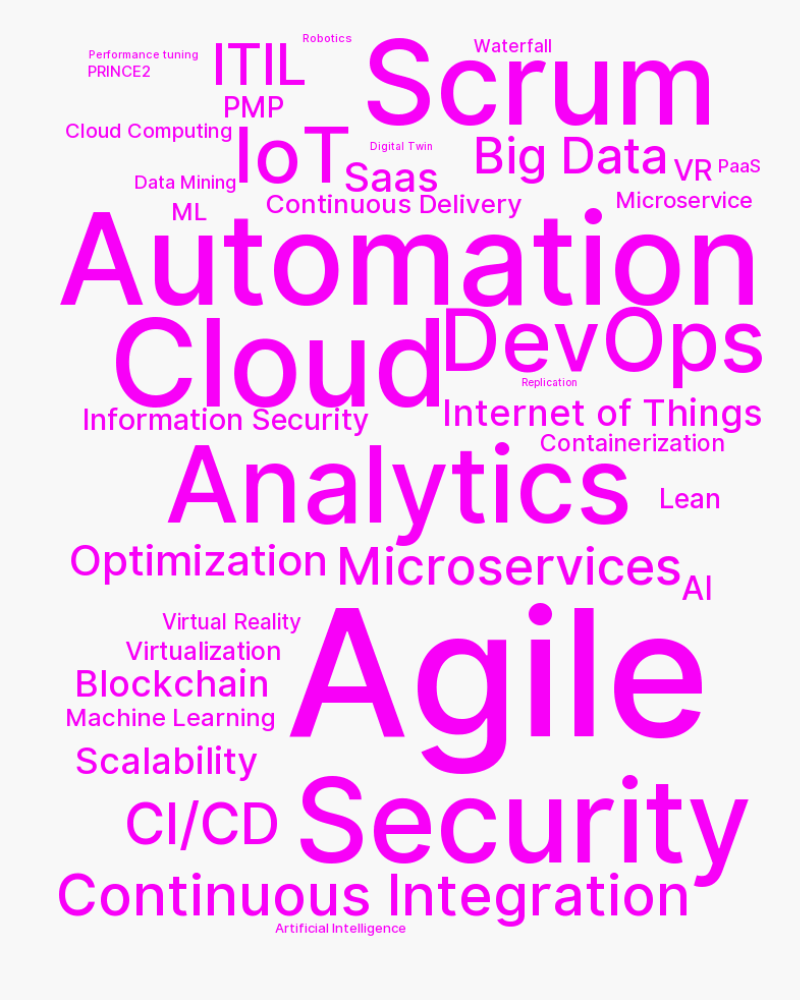 Robotics
Waterfall
Scrum
ITIL
Performance tuning
PRINCE2
PMP
Cloud Computing
IoT
Digital Twin
Big Data
VR
PaaS
Saas
Data Mining
Continuous Delivery
Microservice
ML
Automation
Cloud
DevOps
Replication
Information Security
Internet of Things
Containerization
Analytics
Lean
Optimization
Microservices
AI
Virtual Reality
Virtualization
Blockchain
Agile
Machine Learning
Scalability
CI/CD
Security
Continuous Integration
Artificial Intelligence